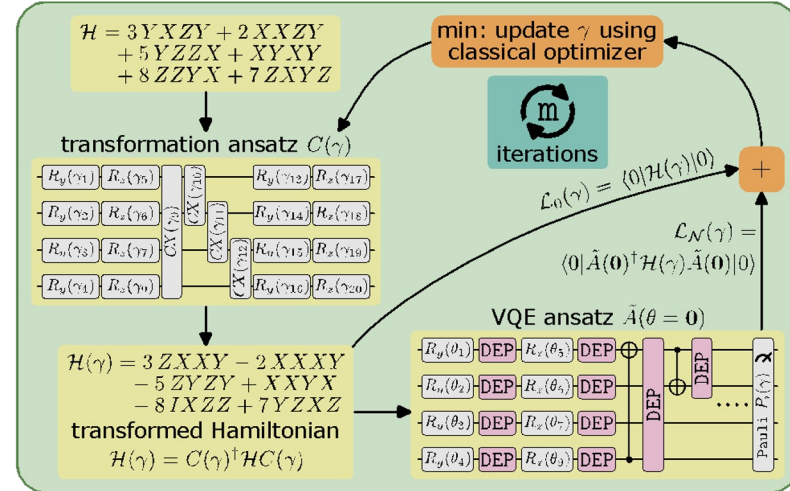 ℋ = 3 YXZY + 2 XXZY
+ 5 YZZX + XYXY
+ 8 ZZYX + 7 ZXYZ
min: update γ using
classical optimizer
m
iterations
transformation ansatz C(γ)
R_y(γ_1) R_z(γ_5) CX(γ_9) CX(γ_10) R_y(γ_12) R_z(γ_17)
R_y(γ_2) R_z(γ_6) CX(γ_11) R_y(γ_14) R_z(γ_18)
R_y(γ_3) R_z(γ_7) CX(γ_12) R_y(γ_15) R_z(γ_19)
R_y(γ_4) R_z(γ_9) R_y(γ_16) R_z(γ_20)
+
ℒ_0(γ) = ⟨0|ℋ(γ)|0⟩
ℒ_𝒩(γ) =
⟨0|Ã(𝟎)†ℋ(γ)Ã(𝟎)|0⟩
VQE ansatz Ã(θ = 𝟎)
R_y(θ_1) DEP R_z(θ_5) DEP DEP DEP
R_y(θ_2) DEP R_z(θ_6) DEP
R_y(θ_2) DEP R_z(θ_7) DEP
R_y(θ_4) DEP R_z(θ_9) DEP
.....
Pauli P_i(γ)
ℋ(γ) = 3 ZXXY − 2 XXXY
− 5 ZYZY + XXYX
− 8 IXZZ + 7 YZXZ
transformed Hamiltonian
ℋ(γ) = C(γ)†ℋC(γ)